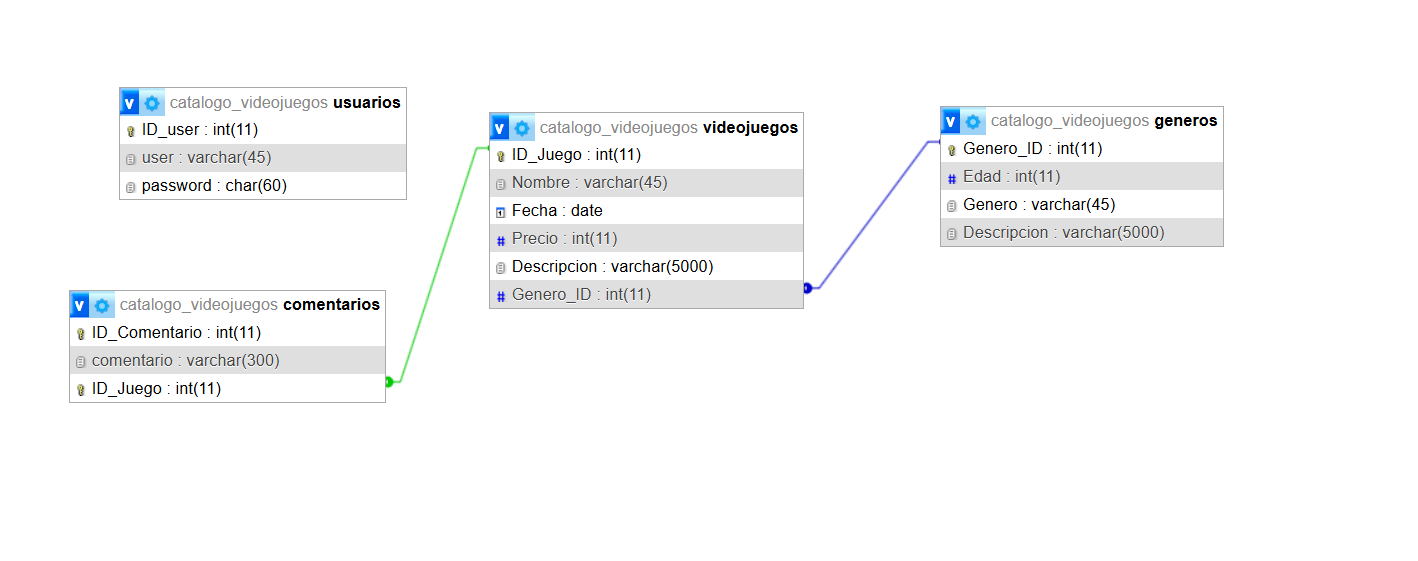 catalogo_videojuegos usuarios
ID_user : int(11)
user : varchar(45)
password : char(60)
catalogo_videojuegos comentarios
ID_Comentario : int(11)
comentario : varchar(300)
ID_Juego : int(11)
catalogo_videojuegos videojuegos
ID_Juego : int(11)
Nombre : varchar(45)
Fecha : date
Precio : int(11)
Descripcion : varchar(5000)
Genero_ID : int(11)
catalogo_videojuegos generos
Genero_ID : int(11)
Edad : int(11)
Genero : varchar(45)
Descripcion : varchar(5000)